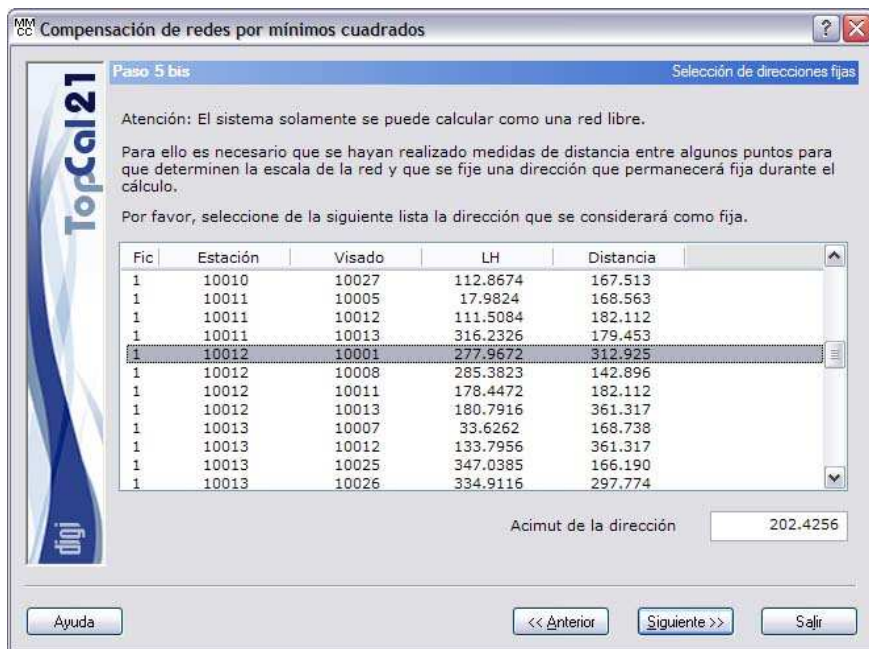 MM CC Compensación de redes por mínimos cuadrados
TopCal21
digi
Paso 5 bis Selección de direcciones fijas
Atención: El sistema solamente se puede calcular como una red libre.
Para ello es necesario que se hayan realizado medidas de distancia entre algunos puntos para
que determinen la escala de la red y que se fije una dirección que permanecerá fija durante el
cálculo.
Por favor, seleccione de la siguiente lista la dirección que se considerará como fija.
Fic Estación Visado LH Distancia
1 10010 10027 112.8674 167.513
1 10011 10005 17.9824 168.563
1 10011 10012 111.5084 182.112
1 10011 10013 316.2326 179.453
1 10012 10001 277.9672 312.925
1 10012 10008 285.3823 142.896
1 10012 10011 178.4472 182.112
1 10012 10013 180.7916 361.317
1 10013 10007 33.6262 168.738
1 10013 10012 133.7956 361.317
1 10013 10025 347.0385 166.190
1 10013 10026 334.9116 297.774
Acimut de la dirección 202.4256
Ayuda << Anterior Siguiente >> Salir